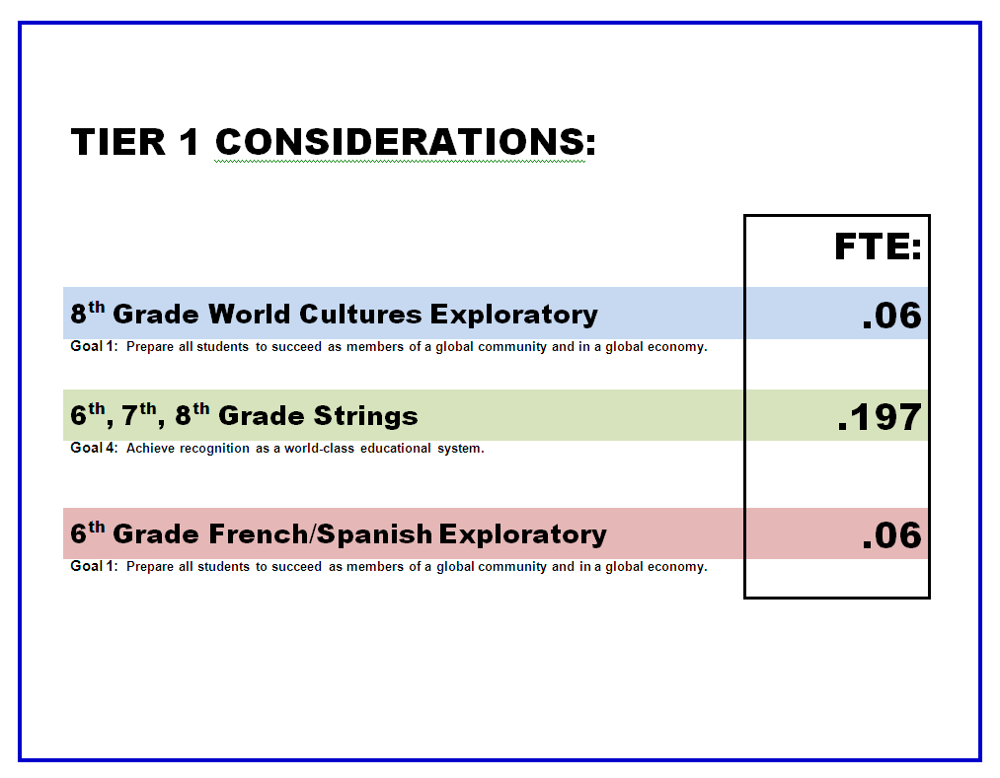 TIER 1 CONSIDERATIONS:
FTE:
8th Grade World Cultures Exploratory .06
Goal 1: Prepare all students to succeed as members of a global community and in a global economy.
6th, 7th, 8th Grade Strings .197
Goal 4: Achieve recognition as a world-class educational system.
6th Grade French/Spanish Exploratory .06
Goal 1: Prepare all students to succeed as members of a global community and in a global economy.